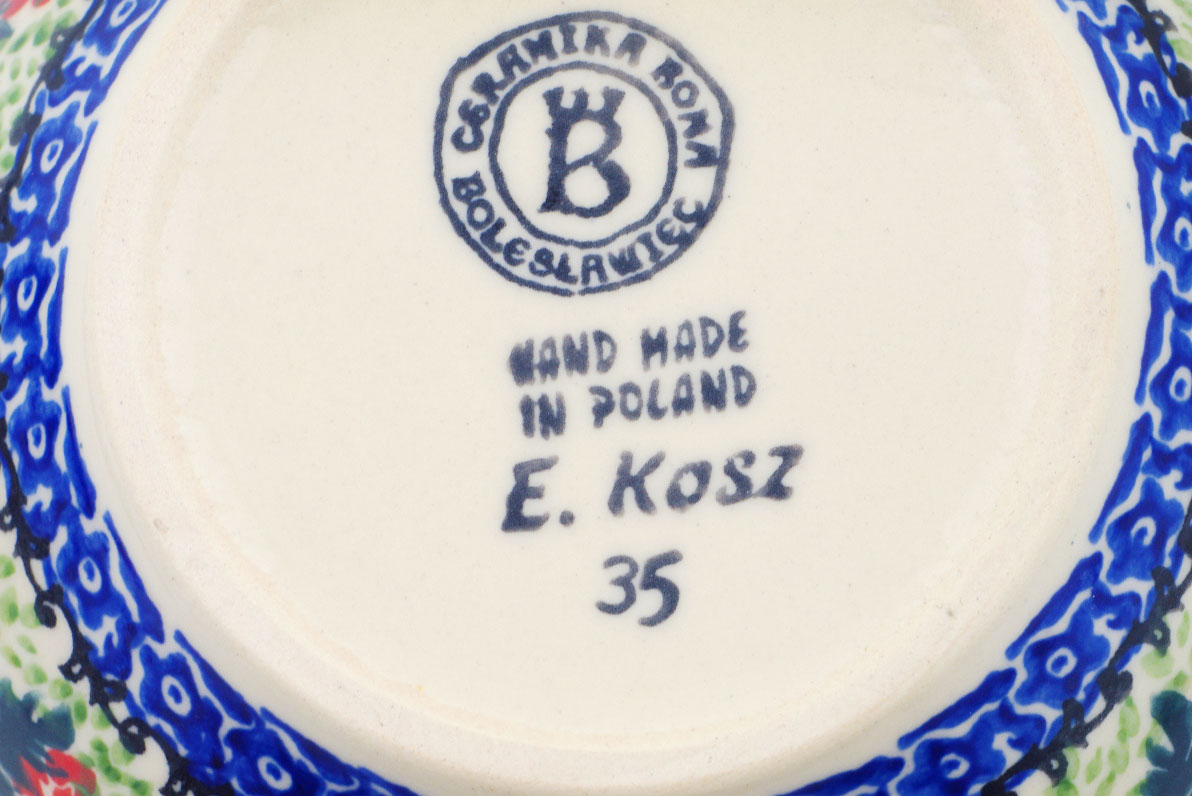 CERAMIKA BONA
B
BOLESŁAWIEC
HAND MADE
IN POLAND
E. KOSZ
35